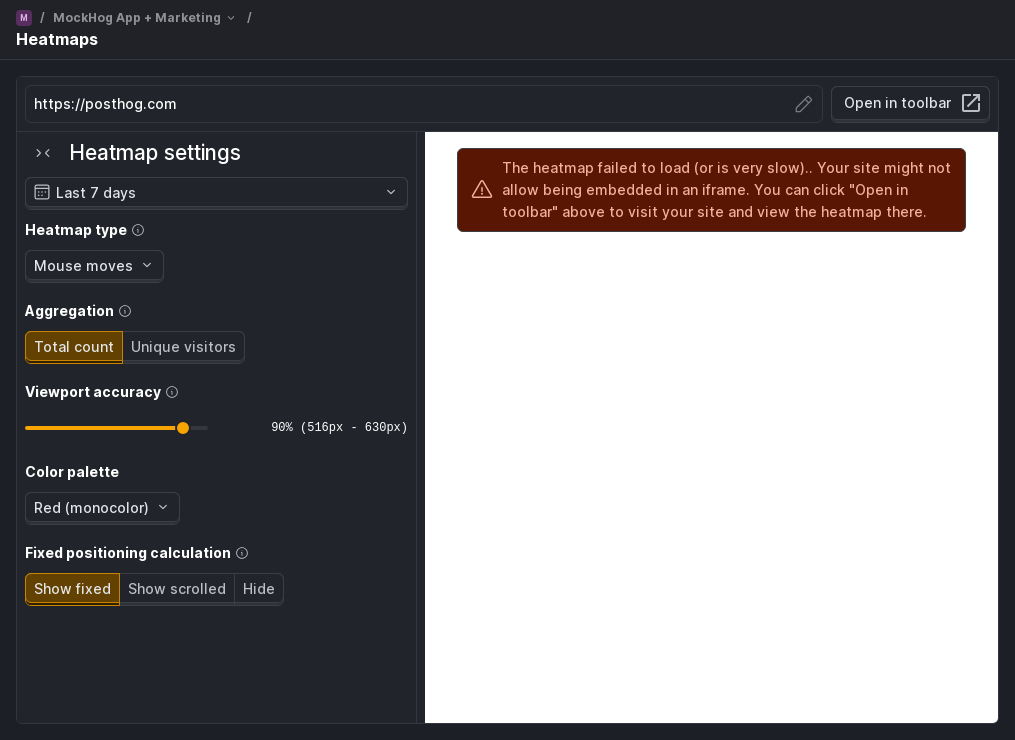 M / MockHog App + Marketing /
Heatmaps
https://posthog.com
Open in toolbar
Heatmap settings
Last 7 days
Heatmap type
Mouse moves
Aggregation
Total count Unique visitors
Viewport accuracy
90% (516px - 630px)
Color palette
Red (monocolor)
Fixed positioning calculation
Show fixed Show scrolled Hide
The heatmap failed to load (or is very slow).. Your site might not
allow being embedded in an iframe. You can click "Open in
toolbar" above to visit your site and view the heatmap there.